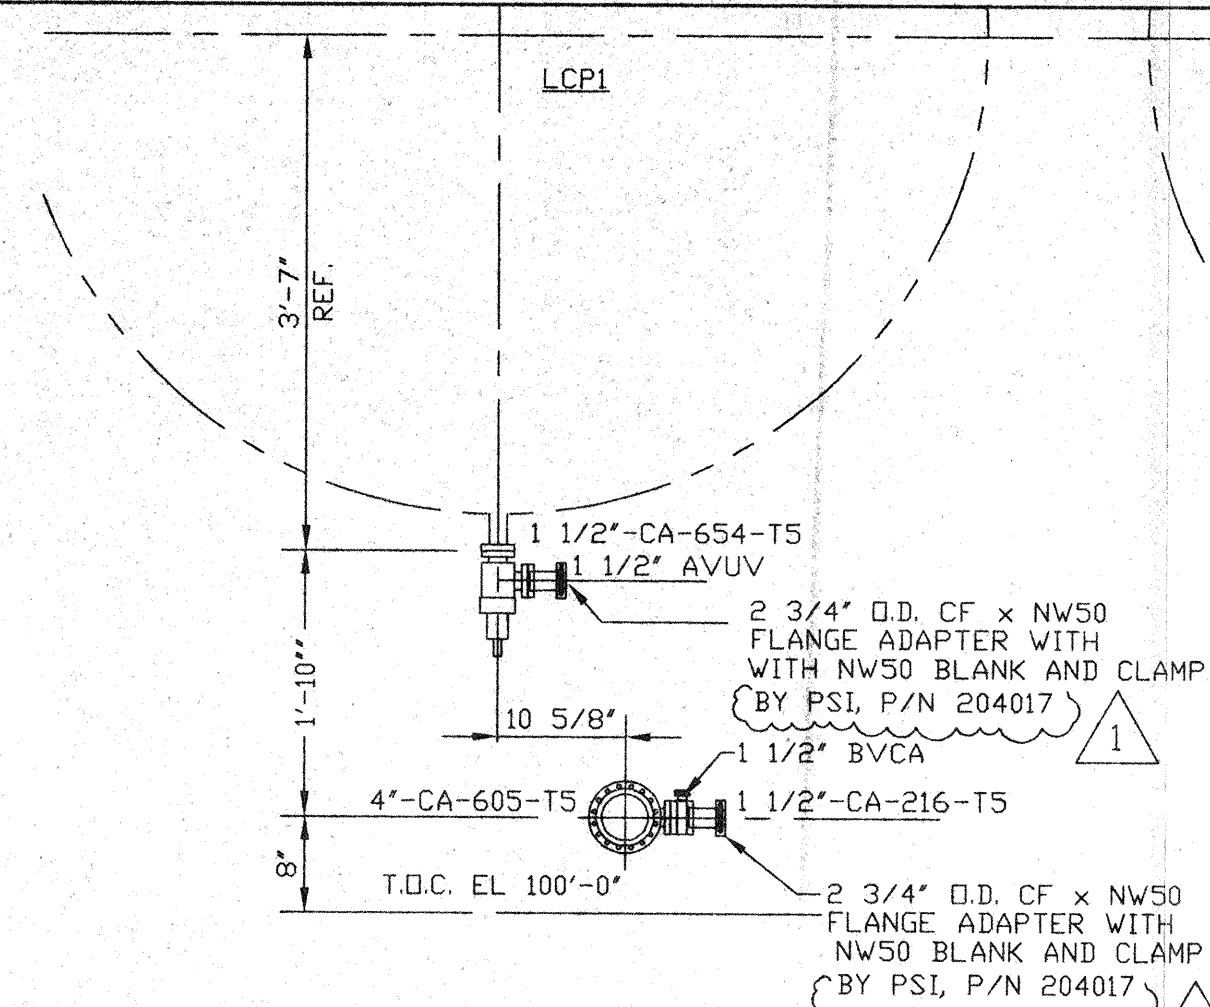 LCP1
3'-7"
REF.
1 1/2"-CA-654-T5
1 1/2" AVUV
2 3/4" O.D. CF x NW50
FLANGE ADAPTER WITH
WITH NW50 BLANK AND CLAMP
BY PSI, P/N 204017
1
1'-10""
10 5/8"
1 1/2" BVCA
4"-CA-605-T5
1 1/2"-CA-216-T5
8"
T.O.C. EL 100'-0"
2 3/4" O.D. CF x NW50
FLANGE ADAPTER WITH
NW50 BLANK AND CLAMP
BY PSI, P/N 204017